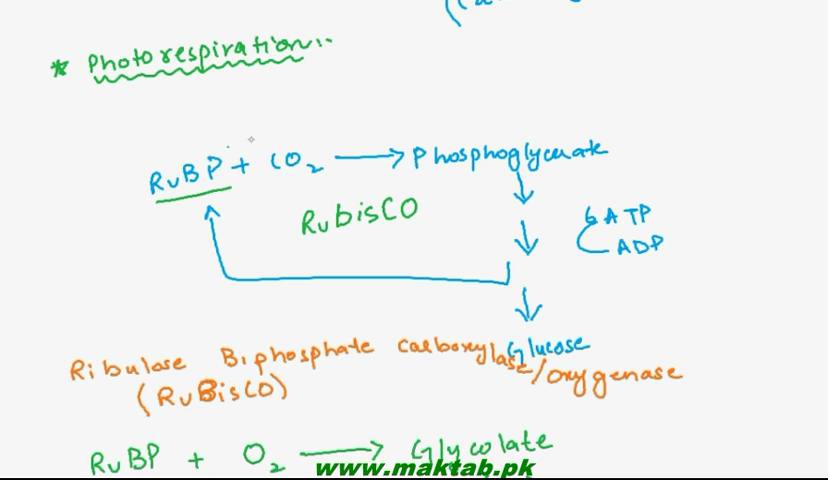 * Photorespiration:-
RuBP + CO2 → Phosphoglycerate
RubisCO
6 ATP
ADP
Glucose
Ribulose Biphosphate Carboxylase/oxygenase
(RuBisCO)
RuBP + O2 → Glycolate
www.maktab.pk